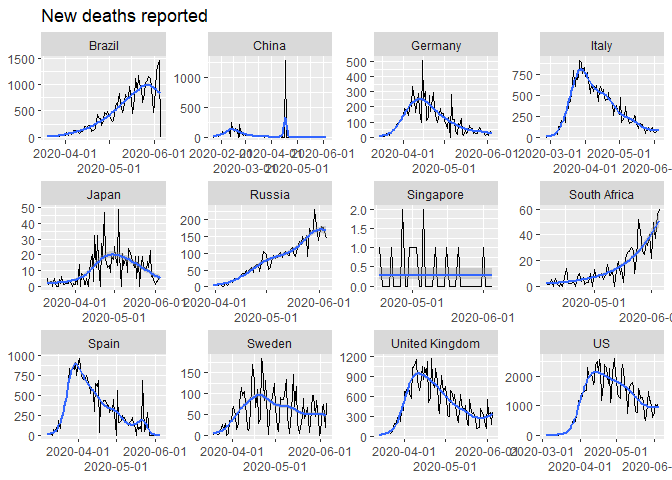 New deaths reported
Brazil China Germany Italy
1500 1000 500 0
1000 500 0
500 400 300 200 100 0
750 500 250 0
2020-04-01 2020-06-01 2020-02-01 2020-04-01 2020-06-01 2020-04-01 2020-06-01 2020-03-01 2020-05-01
2020-05-01 2020-03-01 2020-05-01 2020-05-01 2020-04-01 2020-06-
Japan Russia Singapore South Africa
50 40 30 20 10 0
200 150 100 50 0
2.0 1.5 1.0 0.5 0.0
60 40 20 0
2020-04-01 2020-06-01 2020-04-01 2020-06-01 2020-05-01 2020-05-01
2020-05-01 2020-05-01 2020-06-01 2020-06-
Spain Sweden United Kingdom US
1000 750 500 250 0
150 100 50 0
1200 900 600 300 0
2000 1000 0
2020-04-01 2020-06-01 2020-04-01 2020-06-01 2020-04-01 2020-06-01 2020-03-01 2020-05-01
2020-05-01 2020-05-01 2020-05-01 2020-04-01 2020-06-